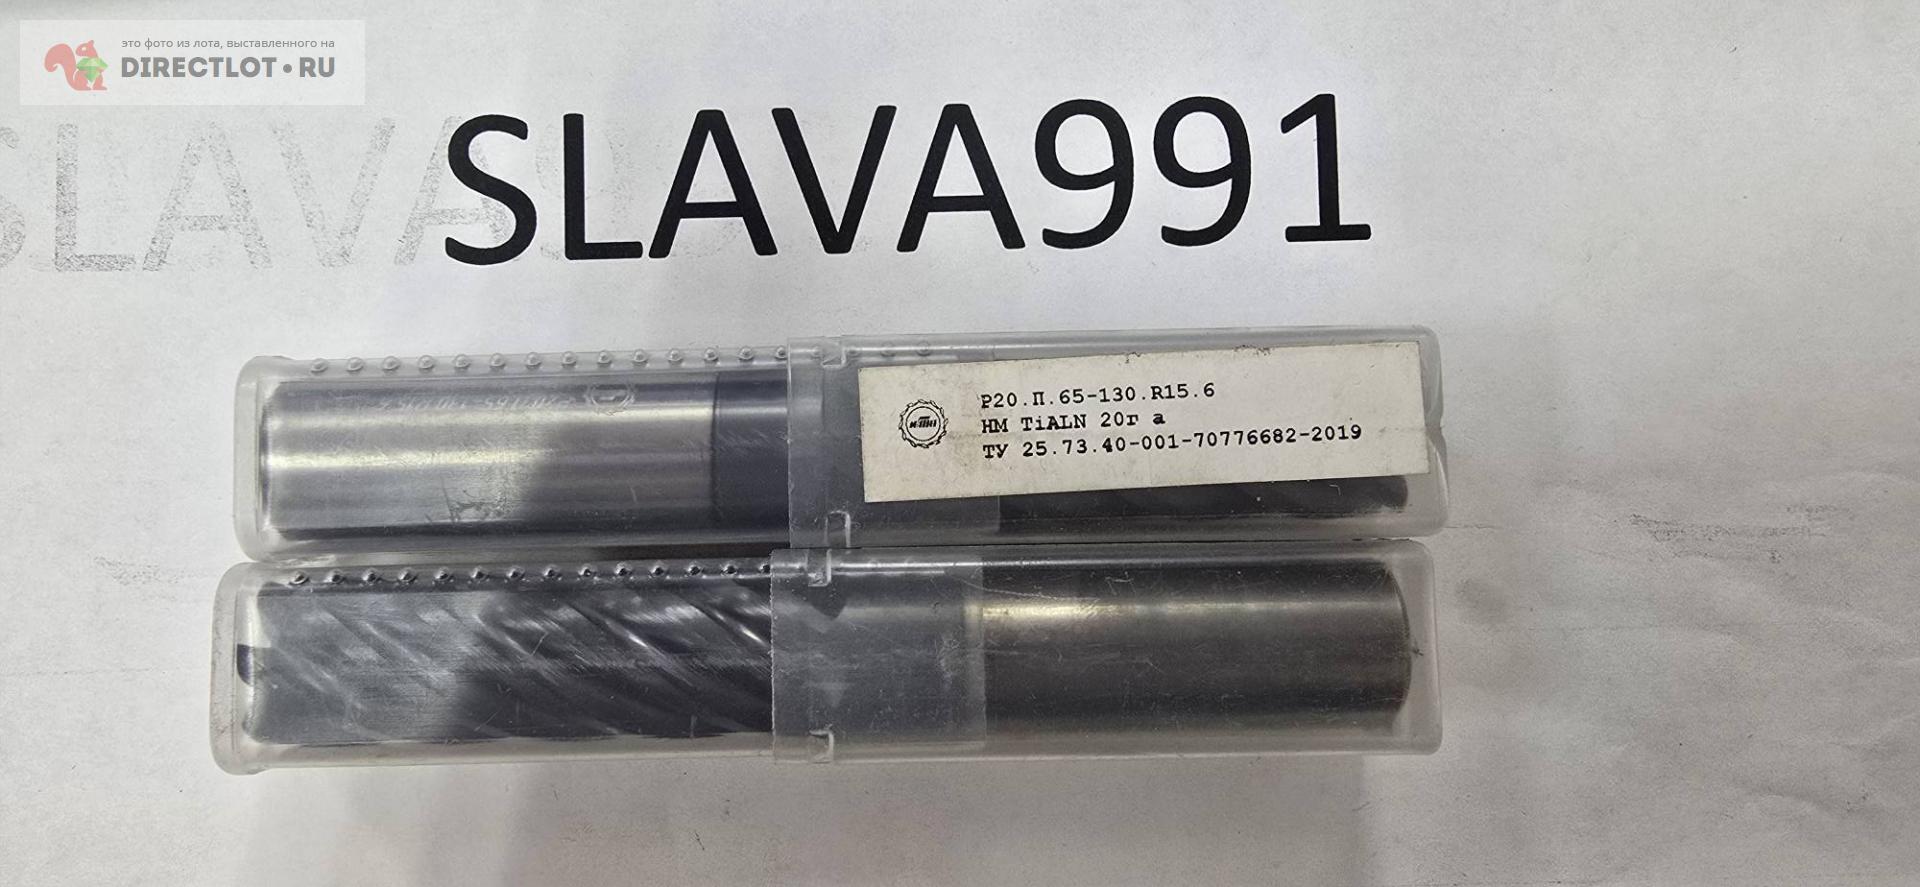 это фото из лота, выставленного на
DIRECTLOT•RU
SLAVA
SLAVA991
Р20.П.65-130.R15.6
HM TiALN 20г а
ТУ 25.73.40-001-70776682-2019